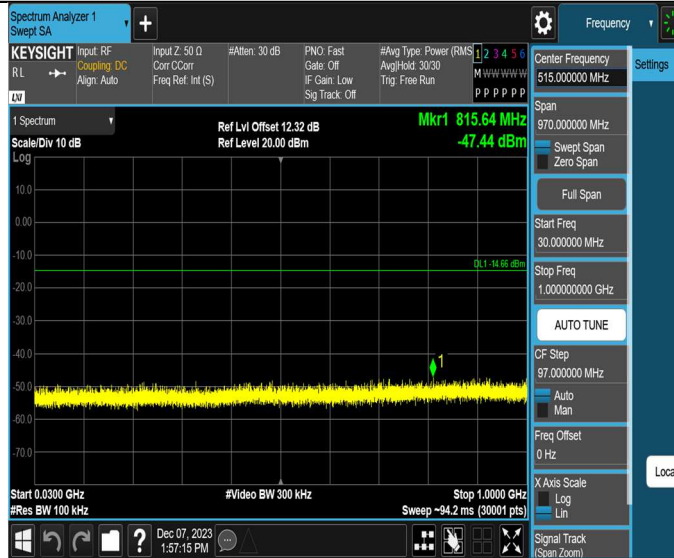 Spectrum Analyzer 1
Swept SA
Frequency
KEYSIGHT
RL
LXI
Input: RF
Coupling: DC
Align: Auto
Input Z: 50 Ω
Corr CCorr
Freq Ref: Int (S)
#Atten: 30 dB
PNO: Fast
Gate: Off
IF Gain: Low
Sig Track: Off
#Avg Type: Power (RMS
Avg|Hold: 30/30
Trig: Free Run
1 2 3 4 5 6
M W W W W W
P P P P P P
1 Spectrum
Scale/Div 10 dB
Log
Ref Lvl Offset 12.32 dB
Ref Level 20.00 dBm
Mkr1 815.64 MHz
-47.44 dBm
10.0
0.00
-10.0
DL1 -14.66 dBm
-20.0
-30.0
-40.0
1
-50.0
-60.0
-70.0
Start 0.0300 GHz
#Res BW 100 kHz
#Video BW 300 kHz
Stop 1.0000 GHz
Sweep ~94.2 ms (30001 pts)
Center Frequency
515.000000 MHz
Settings
Span
970.000000 MHz
Swept Span
Zero Span
Full Span
Start Freq
30.000000 MHz
Stop Freq
1.000000000 GHz
AUTO TUNE
CF Step
97.000000 MHz
Auto
Man
Freq Offset
0 Hz
X Axis Scale
Log
Lin
Loca
Signal Track
(Span Zoom)
?
Dec 07, 2023
1:57:15 PM